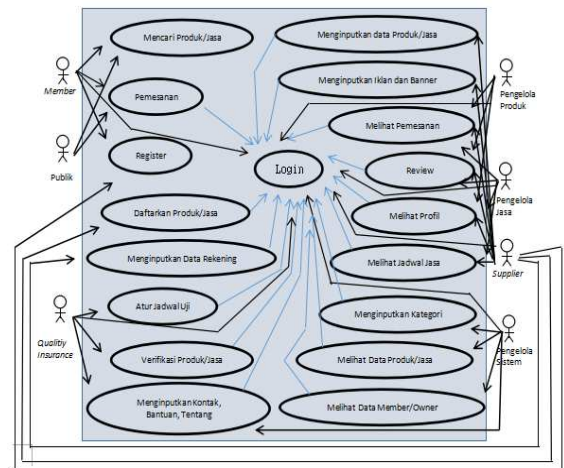 Mencari Produk/Jasa
Menginputkan data Produk/Jasa
Member
Pemesanan
Menginputkan Iklan dan Banner
Pengelola
Produk
Melihat Pemesanan
Publik
Register
Login
Review
Pengelola
Jasa
Daftarkan Produk/Jasa
Melihat Profil
Menginputkan Data Rekening
Melihat Jadwal Jasa
Supplier
Atur Jadwal Uji
Menginputkan Kategori
Qualitiy
Insurance
Verifikasi Produk/Jasa
Melihat Data Produk/Jasa
Pengelola
Sistem
Menginputkan Kontak,
Bantuan, Tentang
Melihat Data Member/Owner